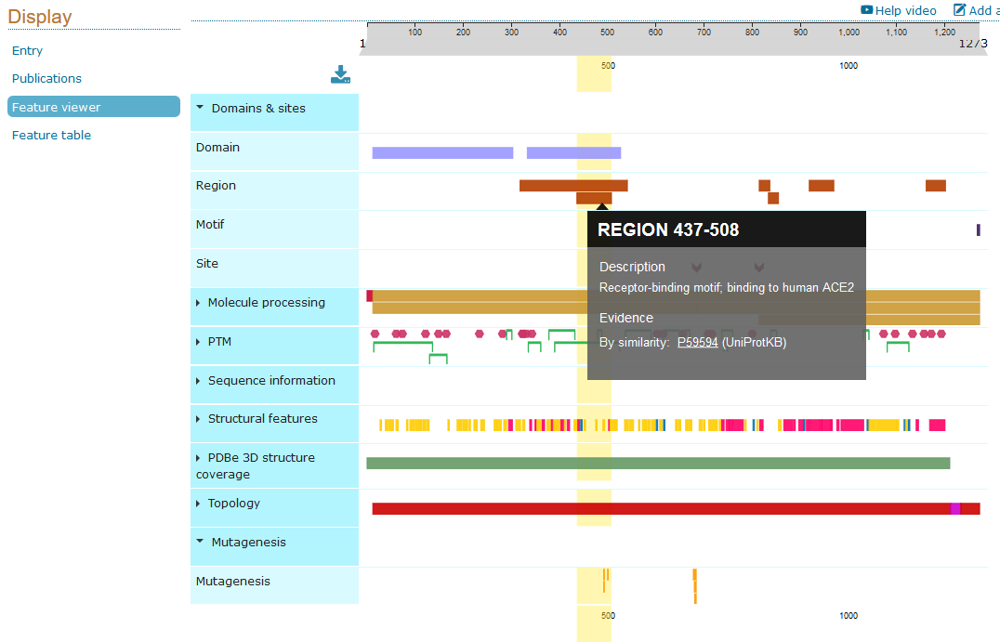 Display
Help video
Add a
Entry
Publications
Feature viewer
Feature table
100 200 300 400 500 600 700 800 900 1,000 1,100 1,200
1 1273
500 1000
Domains & sites
Domain
Region
Motif
Site
Molecule processing
PTM
Sequence information
Structural features
PDBe 3D structure
coverage
Topology
Mutagenesis
Mutagenesis
REGION 437-508
Description
Receptor-binding motif; binding to human ACE2
Evidence
By similarity: P59594 (UniProtKB)
500 1000